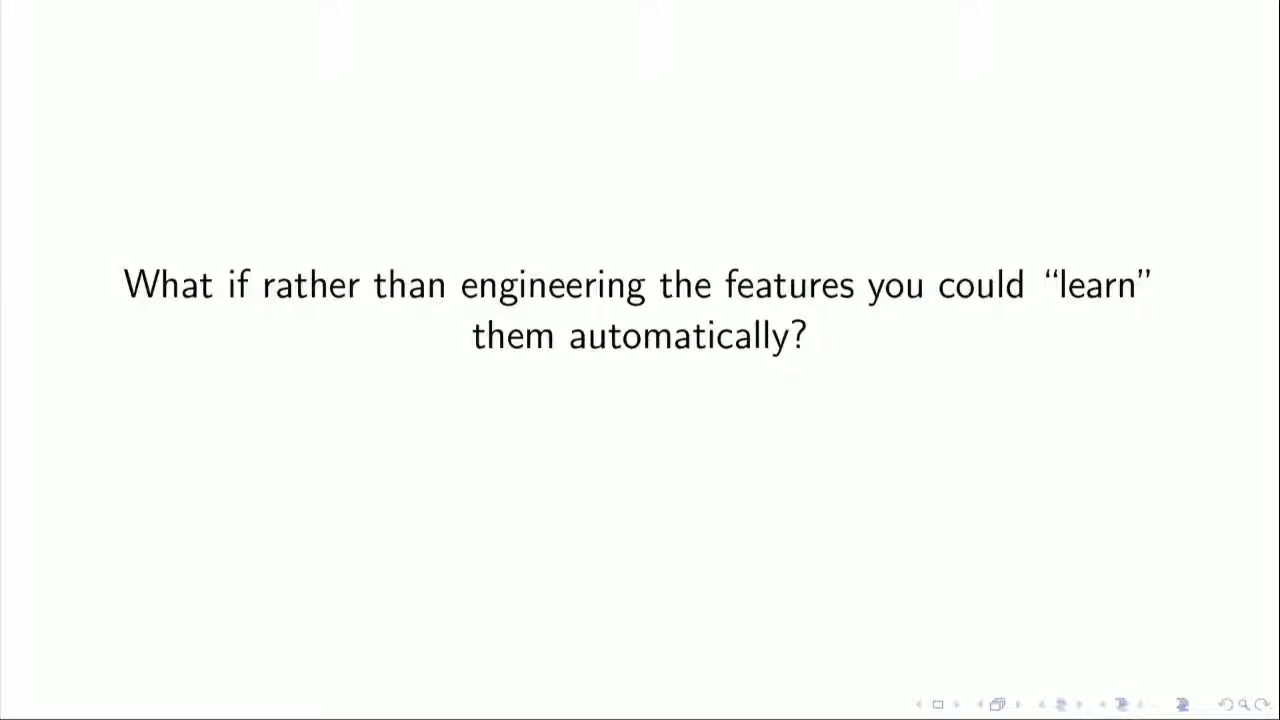 What if rather than engineering the features you could “learn”
them automatically?